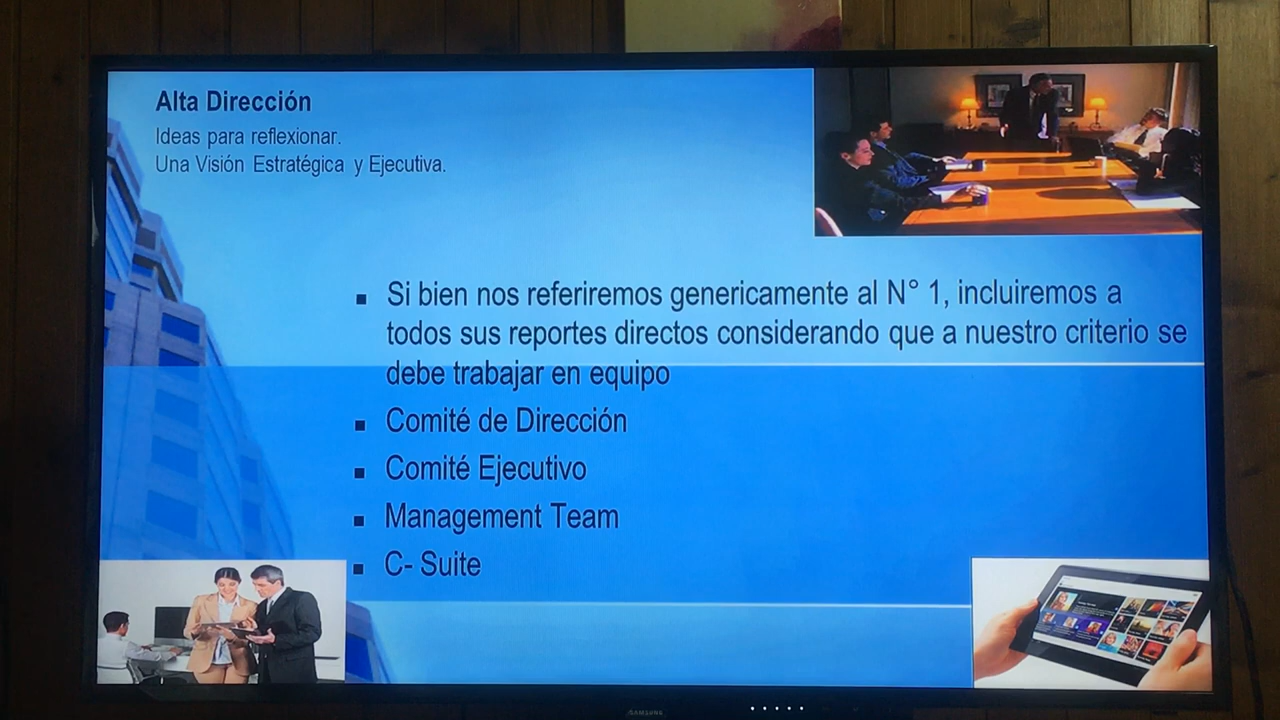 Alta Dirección
Ideas para reflexionar.
Una Visión Estratégica y Ejecutiva.
Si bien nos referiremos genericamente al N° 1, incluiremos a
todos sus reportes directos considerando que a nuestro criterio se
debe trabajar en equipo
Comité de Dirección
Comité Ejecutivo
Management Team
C- Suite
SAMSUNG